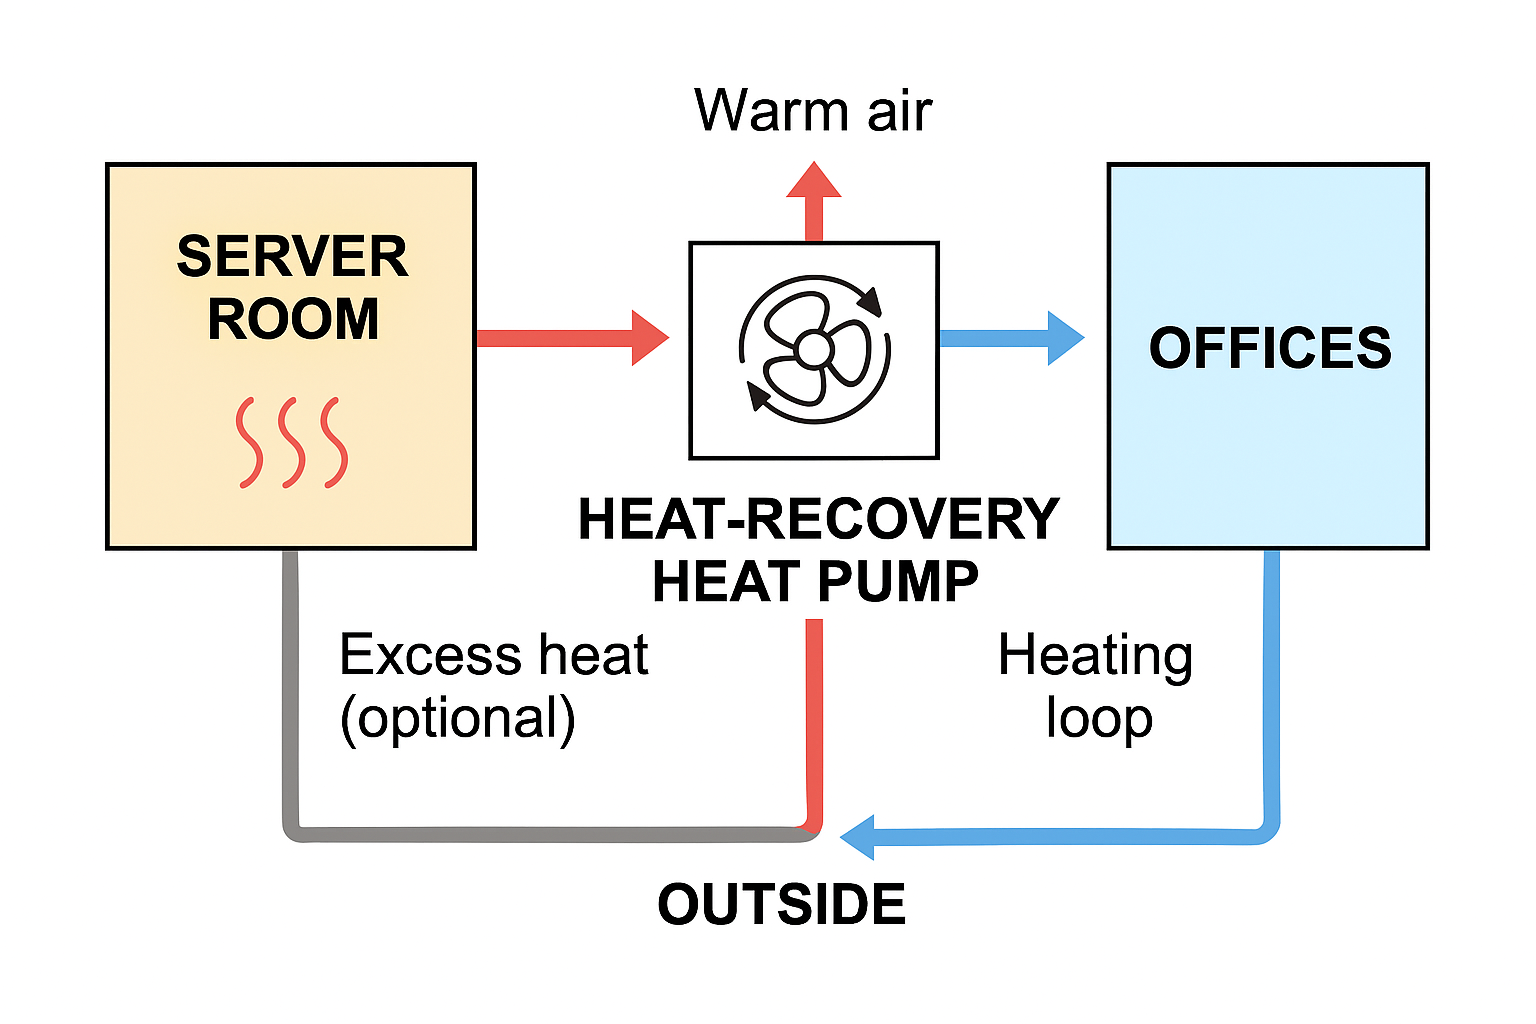 Warm air
SERVER
ROOM
OFFICES
HEAT-RECOVERY
HEAT PUMP
Excess heat
(optional)
Heating
loop
OUTSIDE